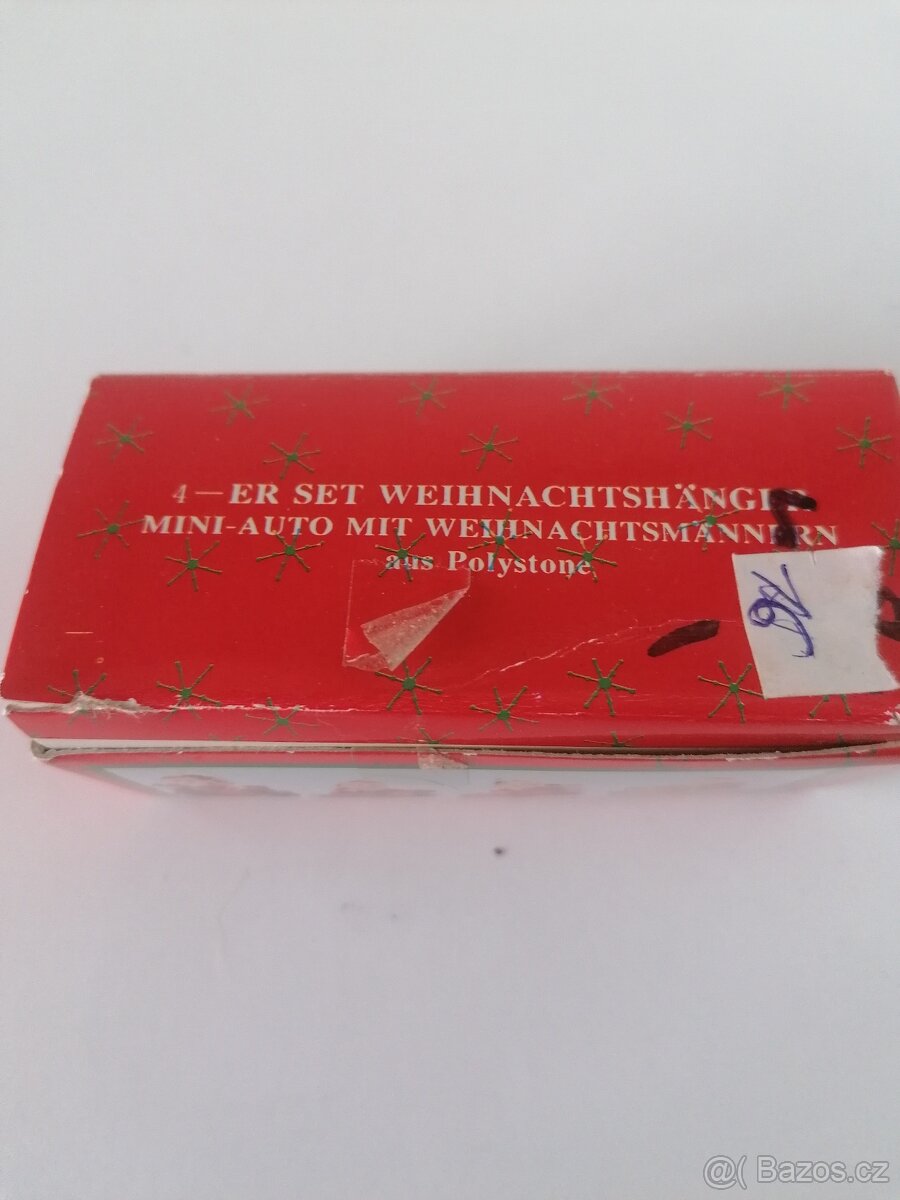 4—ER SET WEIHNACHTSHÄNGER
MINI-AUTO MIT WEIHNACHTSMÄNNERN
aus Polystone
@( Bazos.cz